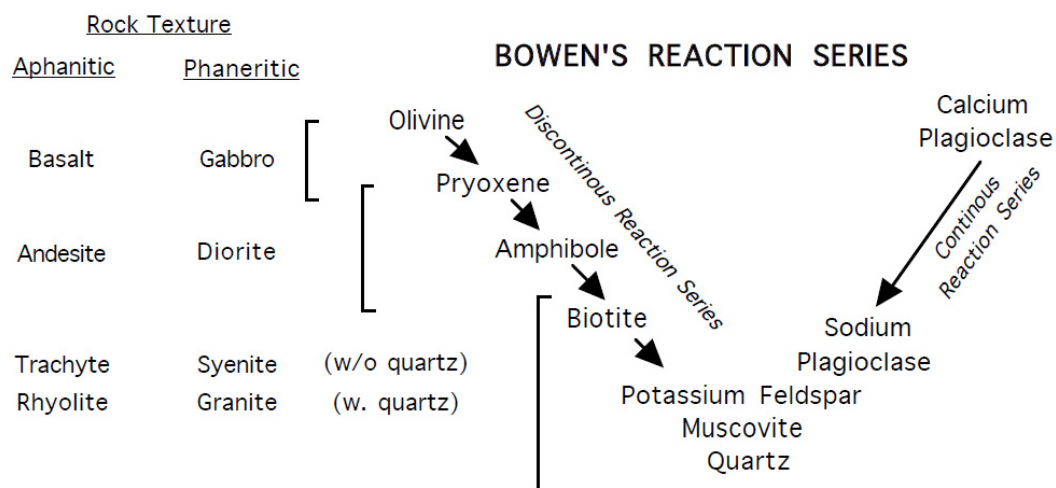 Rock Texture
BOWEN'S REACTION SERIES
Aphanitic Phaneritic
Basalt Gabbro
Andesite Diorite
Trachyte Syenite (w/o quartz)
Rhyolite Granite (w. quartz)
Olivine
Pryoxene
Amphibole
Biotite
Discontinous Reaction Series
Calcium
Plagioclase
Continous
Reaction Series
Sodium
Plagioclase
Potassium Feldspar
Muscovite
Quartz